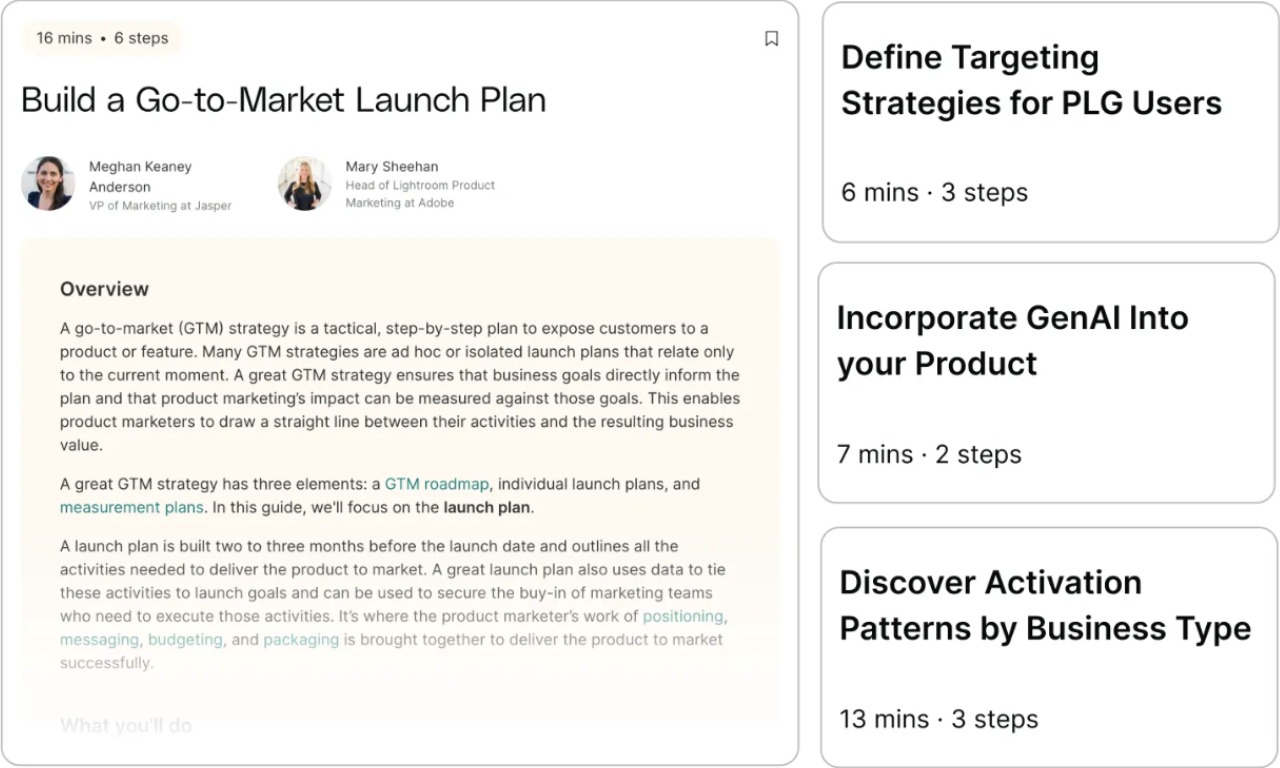 16 mins • 6 steps
Build a Go-to-Market Launch Plan
Meghan Keaney
Anderson
VP of Marketing at Jasper
Mary Sheehan
Head of Lightroom Product
Marketing at Adobe
Overview
A go-to-market (GTM) strategy is a tactical, step-by-step plan to expose customers to a
product or feature. Many GTM strategies are ad hoc or isolated launch plans that relate only
to the current moment. A great GTM strategy ensures that business goals directly inform the
plan and that product marketing’s impact can be measured against those goals. This enables
product marketers to draw a straight line between their activities and the resulting business
value.
A great GTM strategy has three elements: a GTM roadmap, individual launch plans, and
measurement plans. In this guide, we'll focus on the launch plan.
A launch plan is built two to three months before the launch date and outlines all the
activities needed to deliver the product to market. A great launch plan also uses data to tie
these activities to launch goals and can be used to secure the buy-in of marketing teams
who need to execute those activities. It’s where the product marketer’s work of positioning,
messaging, budgeting, and packaging is brought together to deliver the product to market
successfully.
What you'll do
Define Targeting
Strategies for PLG Users
6 mins · 3 steps
Incorporate GenAI Into
your Product
7 mins · 2 steps
Discover Activation
Patterns by Business Type
13 mins · 3 steps